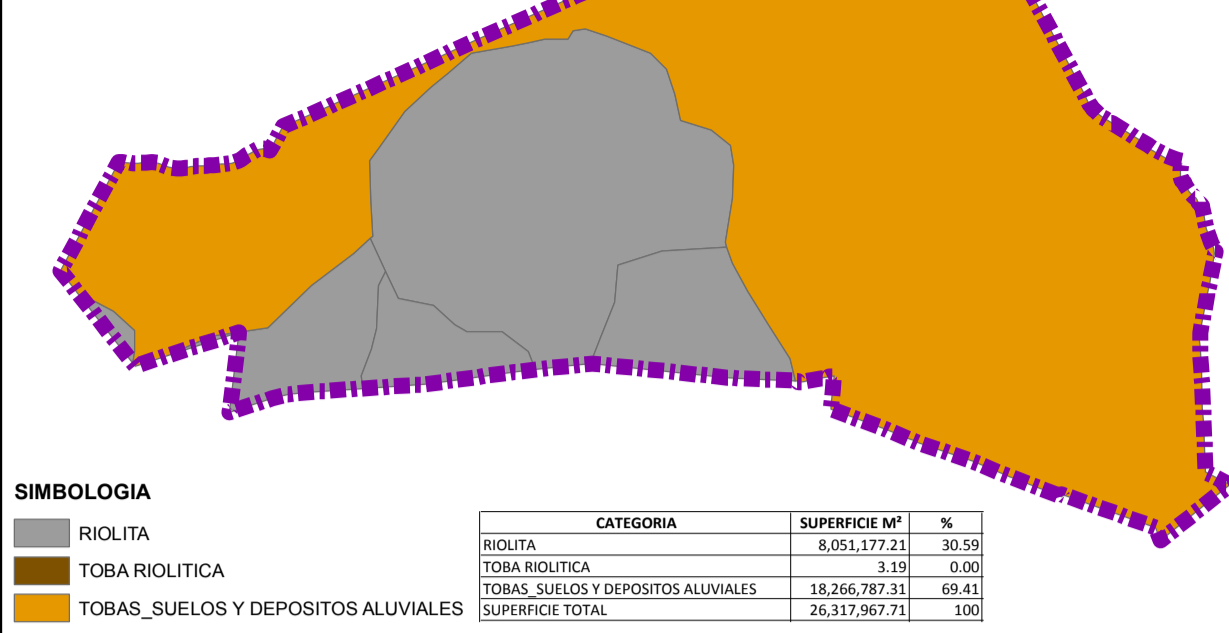 SIMBOLOGIA
RIOLITA
TOBA RIOLITICA
TOBAS_SUELOS Y DEPOSITOS ALUVIALES
CATEGORIA SUPERFICIE M² %
RIOLITA 8,051,177.21 30.59
TOBA RIOLITICA 3.19 0.00
TOBAS_SUELOS Y DEPOSITOS ALUVIALES 18,266,787.31 69.41
SUPERFICIE TOTAL 26,317,967.71 100